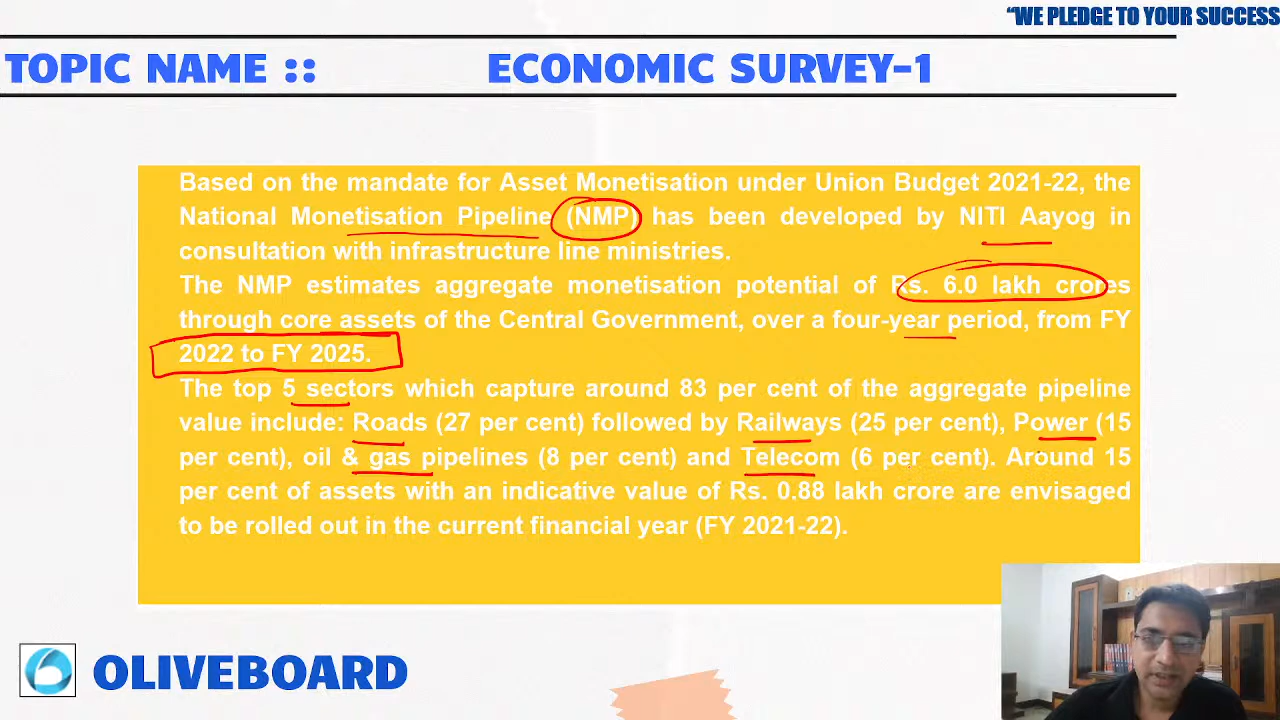 “WE PLEDGE TO YOUR SUCCESS
TOPIC NAME :: ECONOMIC SURVEY-1
Based on the mandate for Asset Monetisation under Union Budget 2021-22, the
National Monetisation Pipeline (NMP) has been developed by NITI Aayog in
consultation with infrastructure line ministries.
The NMP estimates aggregate monetisation potential of Rs. 6.0 lakh crores
through core assets of the Central Government, over a four-year period, from FY
2022 to FY 2025.
The top 5 sectors which capture around 83 per cent of the aggregate pipeline
value include: Roads (27 per cent) followed by Railways (25 per cent), Power (15
per cent), oil & gas pipelines (8 per cent) and Telecom (6 per cent). Around 15
per cent of assets with an indicative value of Rs. 0.88 lakh crore are envisaged
to be rolled out in the current financial year (FY 2021-22).
OLIVEBOARD